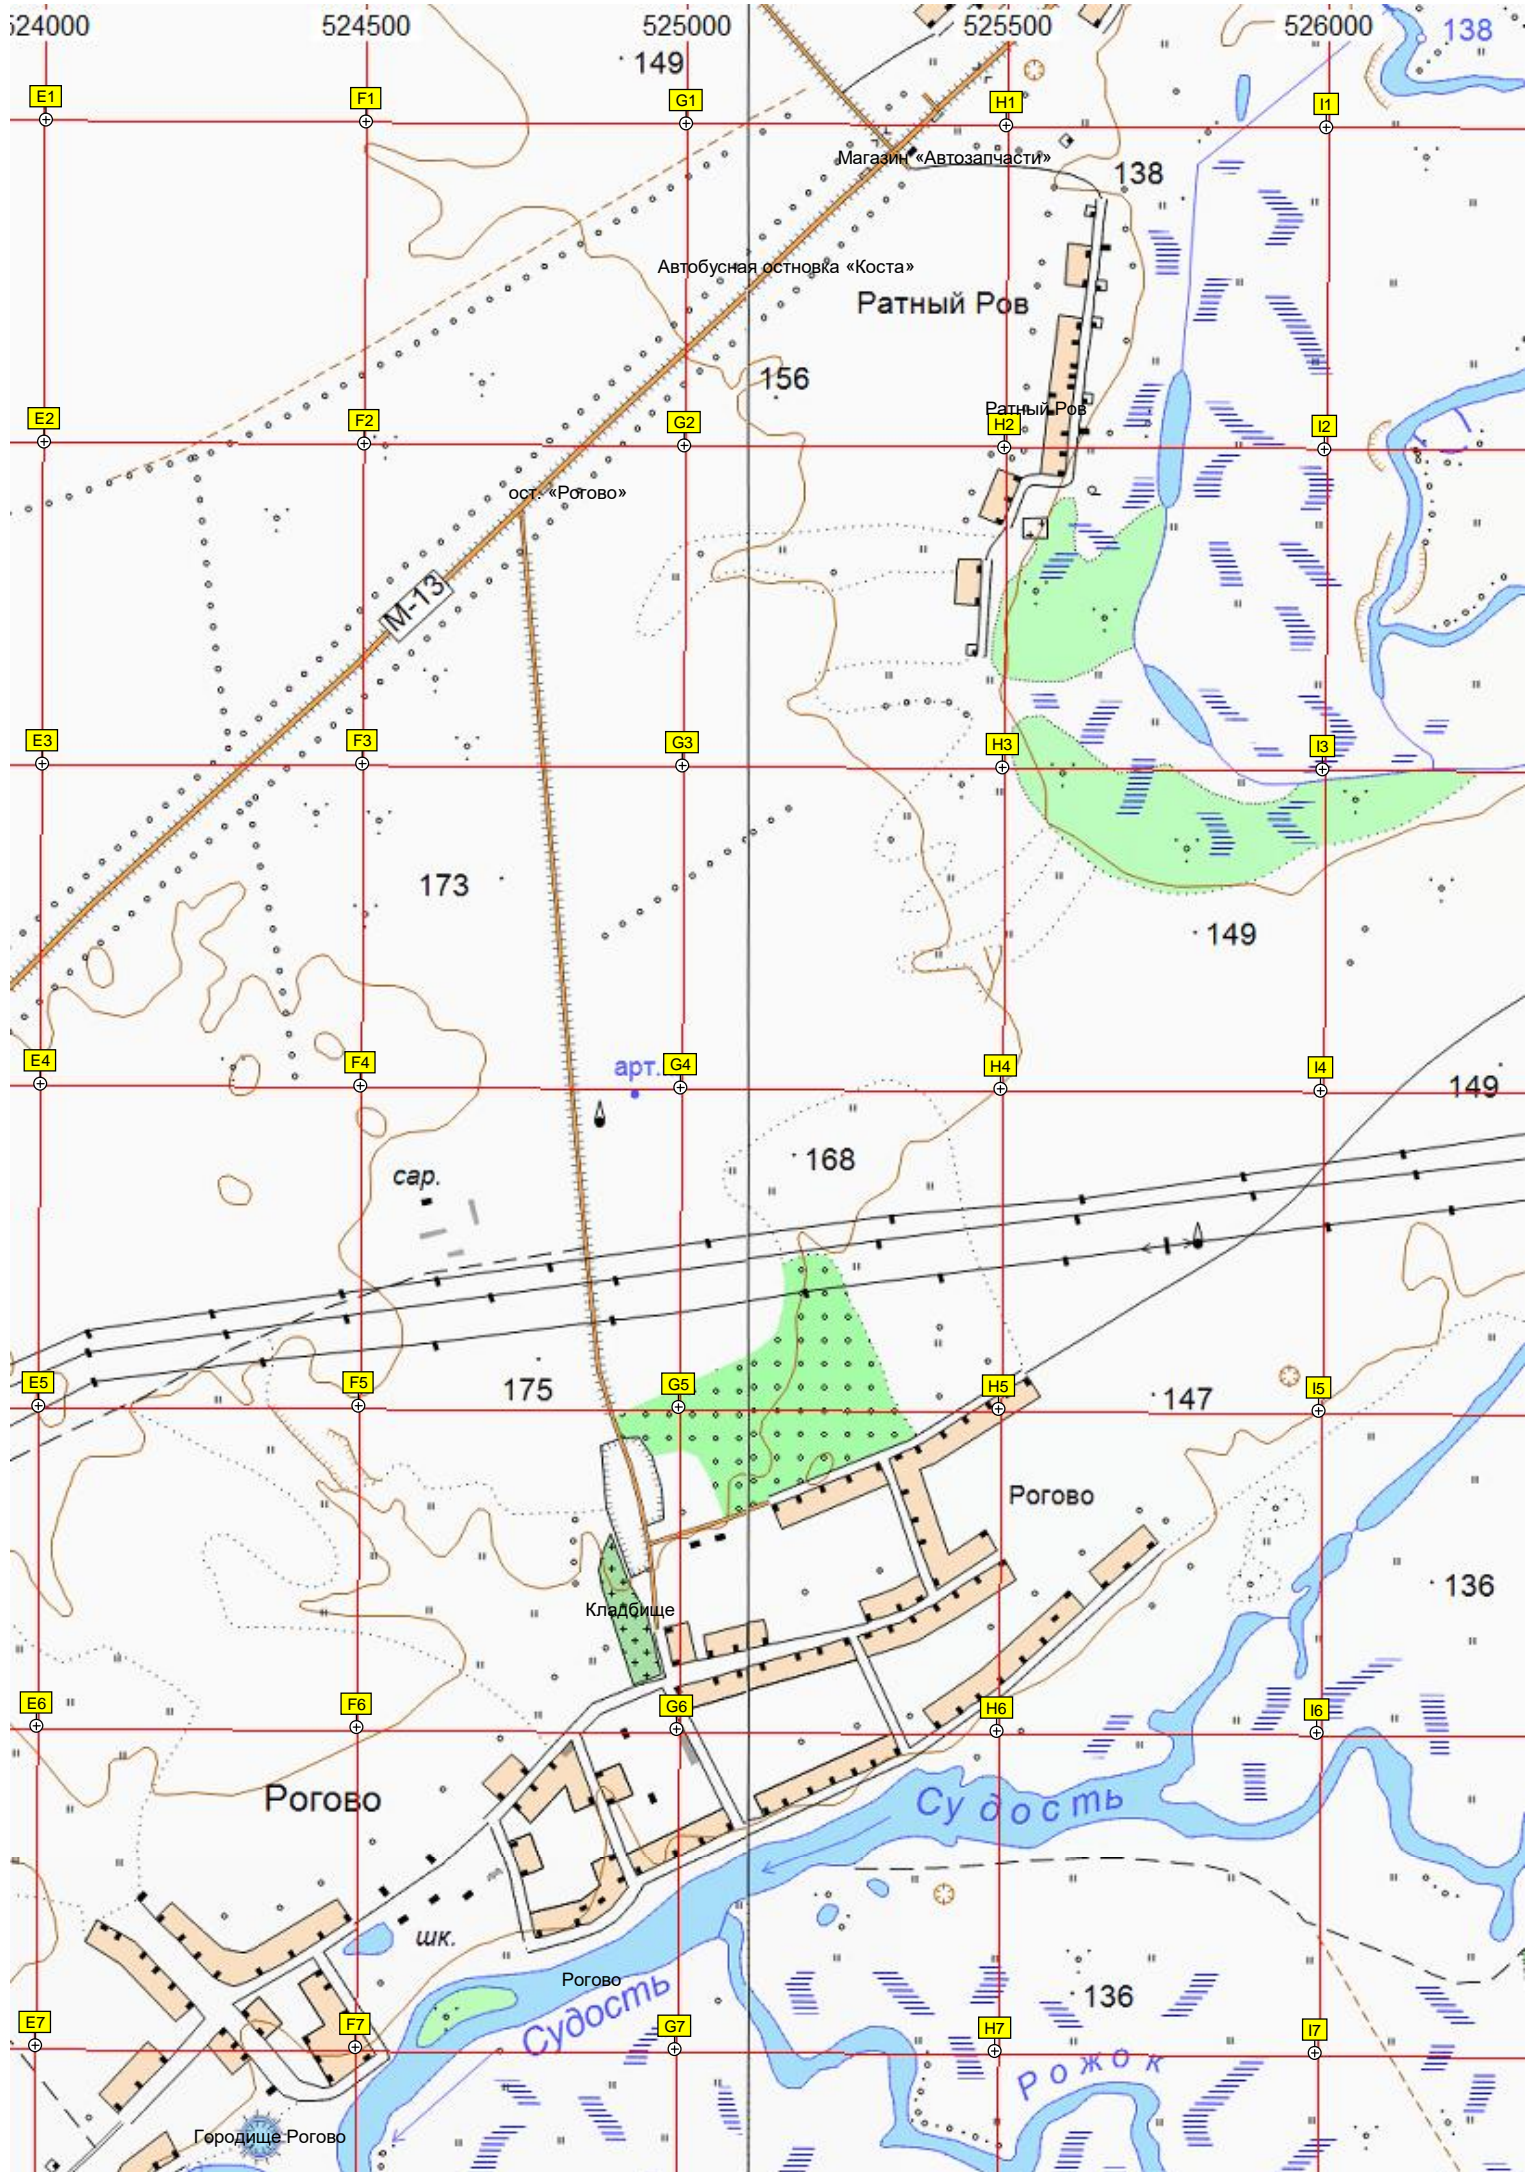 524000 524500 525000 525500 526000
138
149
E1 F1 G1 H1 I1
Магазин «Автозапчасти»
138
Автобусная остновка «Коста»
Ратный Ров
156
Ратный Ров
E2 F2 G2 H2 I2
ост. «Рогово»
М-13
E3 F3 G3 H3 I3
173
149
E4 F4 G4 H4 I4
арт.
149
168
сар.
E5 F5 G5 H5 I5
175
147
Рогово
136
Кладбище
E6 F6 G6 H6 I6
Рогово
Судость
шк.
Рогово
Судость
136
E7 F7 G7 H7 I7
Рожок
Городище Рогово